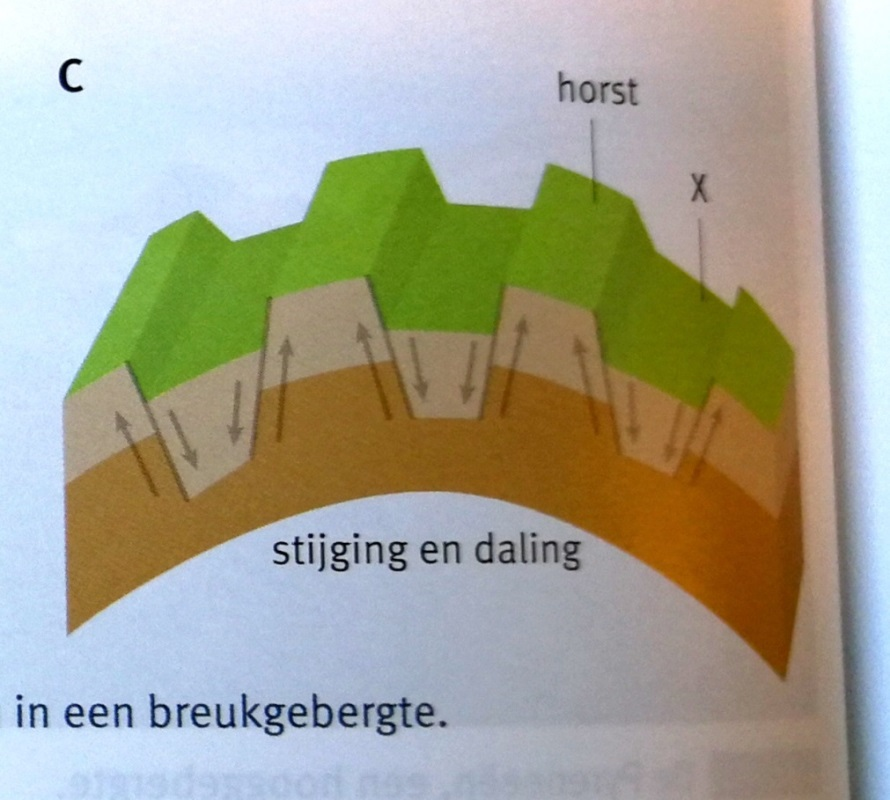 C
horst
X
stijging en daling
in een breukgebergte.